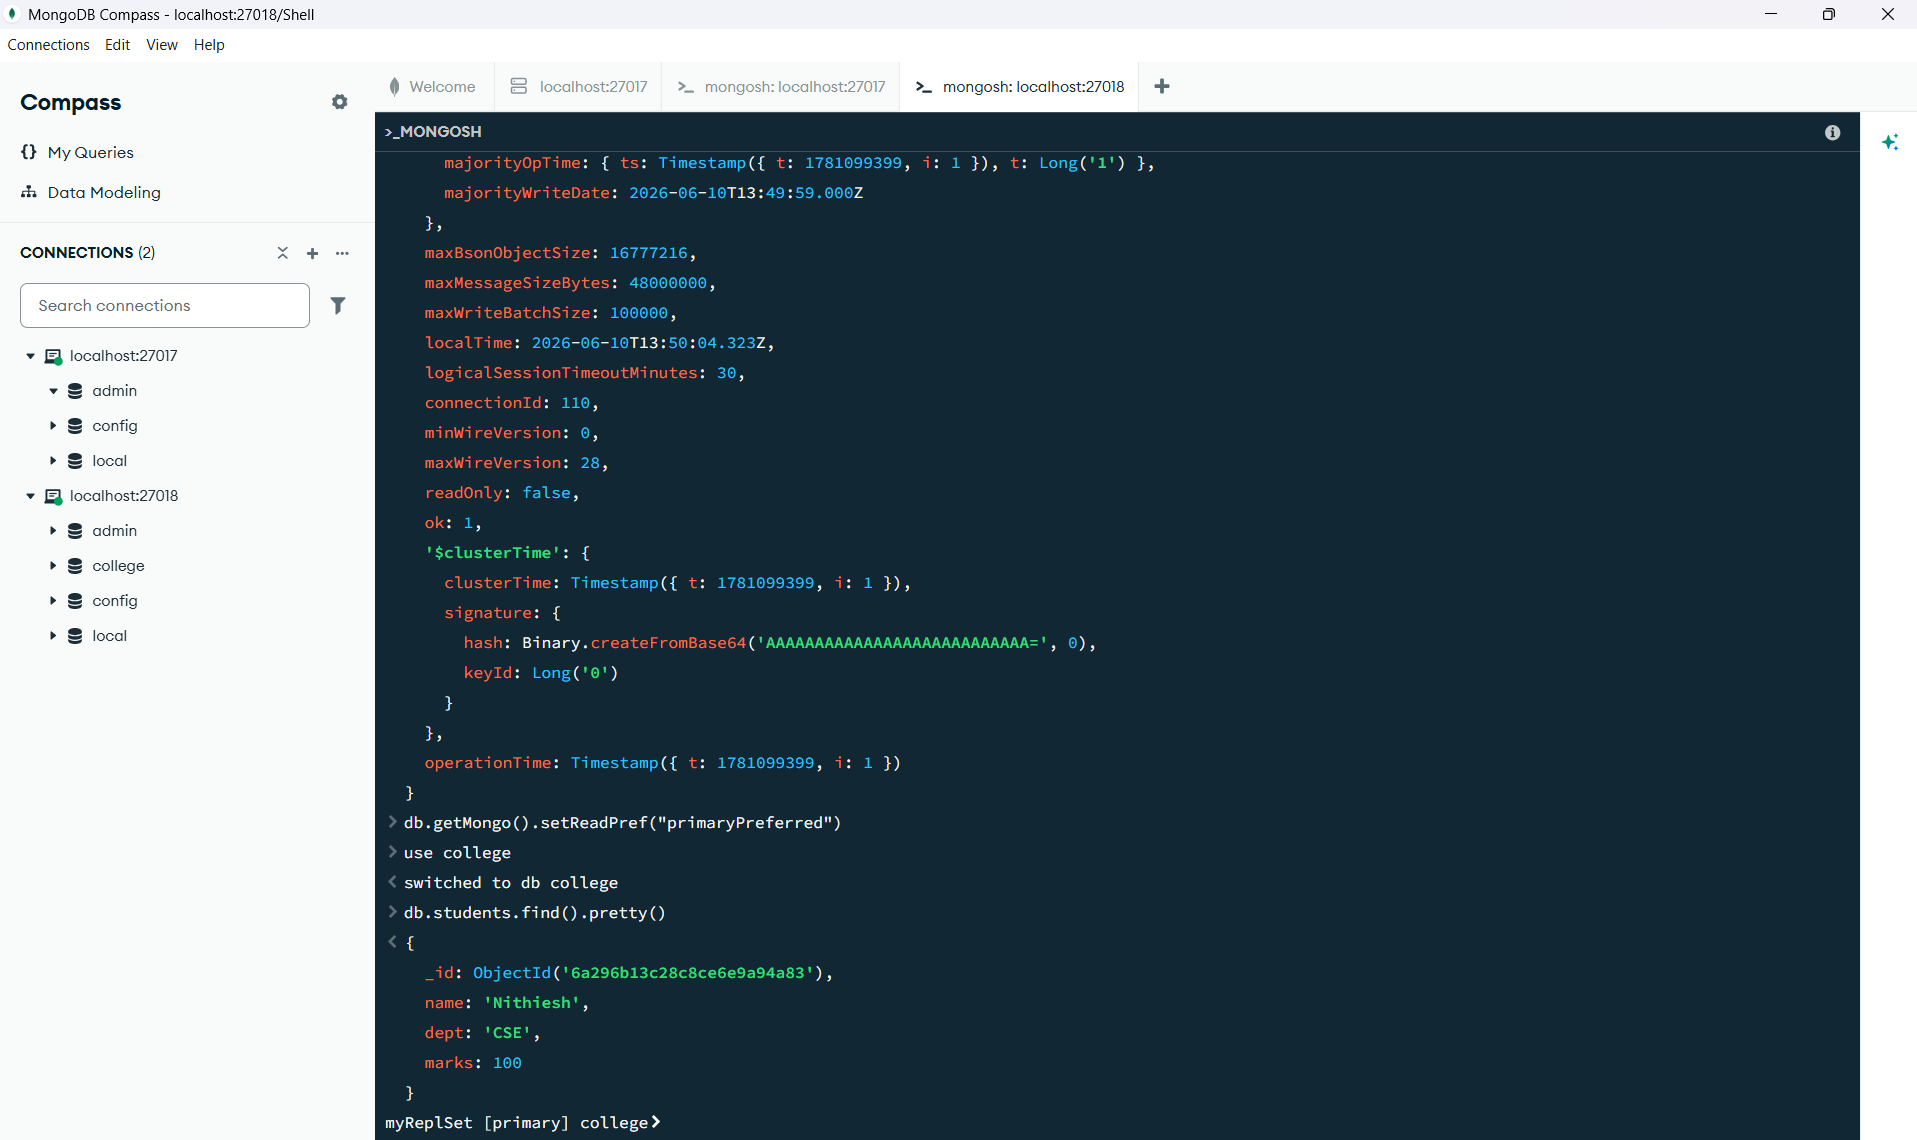 MongoDB Compass - localhost:27018/Shell
Connections Edit View Help
Compass
My Queries
Data Modeling
CONNECTIONS (2)
Search connections
localhost:27017
admin
config
local
localhost:27018
admin
college
config
local
Welcome
localhost:27017
mongosh: localhost:27017
mongosh: localhost:27018
>_MONGOSH
majorityOpTime: { ts: Timestamp({ t: 1781099399, i: 1 }), t: Long('1') },
majorityWriteDate: 2026-06-10T13:49:59.000Z
},
maxBsonObjectSize: 16777216,
maxMessageSizeBytes: 48000000,
maxWriteBatchSize: 100000,
localTime: 2026-06-10T13:50:04.323Z,
logicalSessionTimeoutMinutes: 30,
connectionId: 110,
minWireVersion: 0,
maxWireVersion: 28,
readOnly: false,
ok: 1,
'$clusterTime': {
clusterTime: Timestamp({ t: 1781099399, i: 1 }),
signature: {
hash: Binary.createFromBase64('AAAAAAAAAAAAAAAAAAAAAAAAAAA=', 0),
keyId: Long('0')
}
},
operationTime: Timestamp({ t: 1781099399, i: 1 })
}
> db.getMongo().setReadPref("primaryPreferred")
> use college
< switched to db college
> db.students.find().pretty()
< {
_id: ObjectId('6a296b13c28c8ce6e9a94a83'),
name: 'Nithiesh',
dept: 'CSE',
marks: 100
}
myReplSet [primary] college>